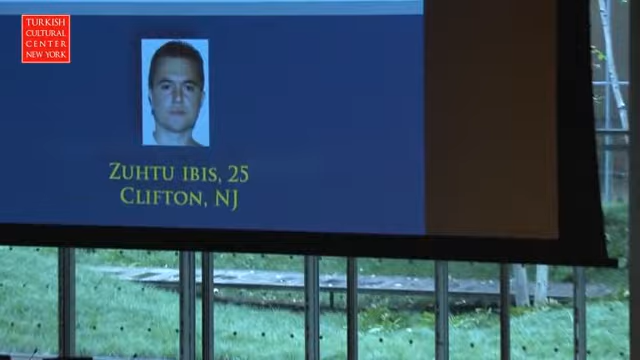 TURKISH
CULTURAL
CENTER
NEW YORK
ZUHTU IBIS, 25
CLIFTON, NJ